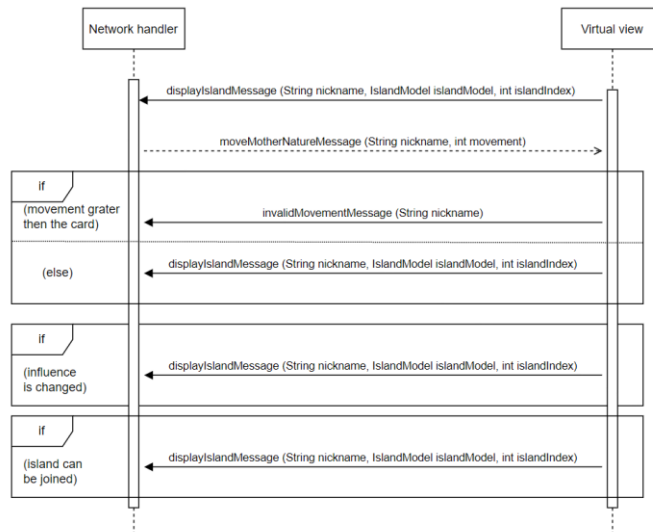 Network handler
Virtual view
displayIslandMessage (String nickname, IslandModel islandModel, int islandIndex)
moveMotherNatureMessage (String nickname, int movement)
if
(movement grater
then the card)
invalidMovementMessage (String nickname)
(else)
displayIslandMessage (String nickname, IslandModel islandModel, int islandIndex)
if
(influence
is changed)
displayIslandMessage (String nickname, IslandModel islandModel, int islandIndex)
if
(island can
be joined)
displayIslandMessage (String nickname, IslandModel islandModel, int islandIndex)